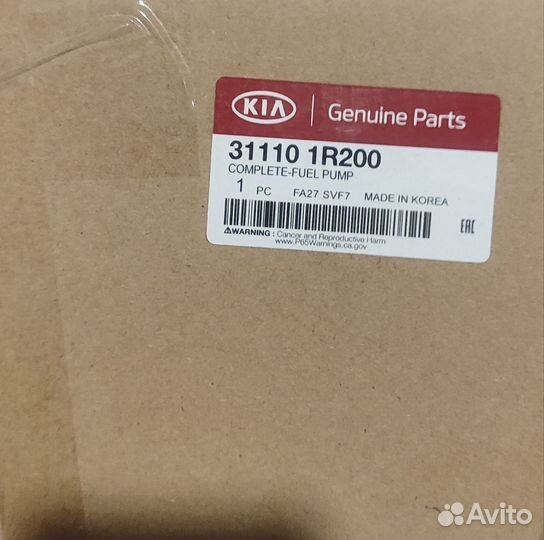 KIA Genuine Parts
31110 1R200
COMPLETE-FUEL PUMP
1 PC FA27 SVF7 MADE IN KOREA
EAC
⚠WARNING : Cancer and Reproductive Harm
www.P65Warnings.ca.gov
Avito